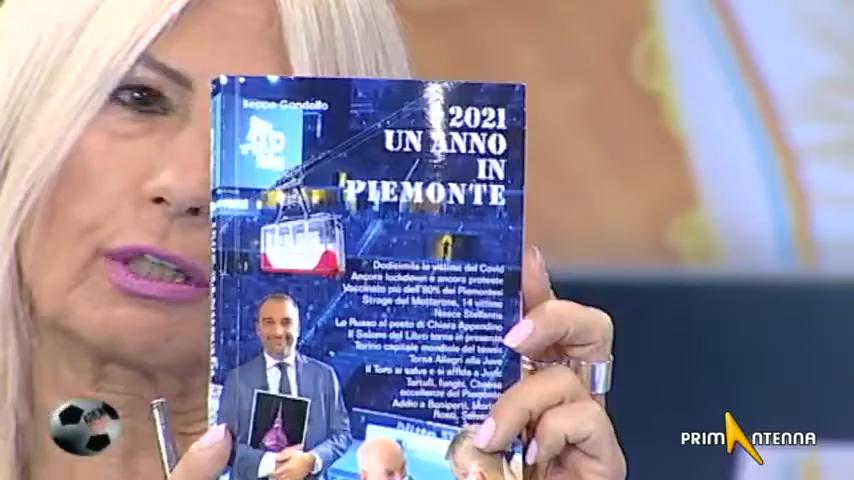 Beppe Gandolfo
2021
UN ANNO
IN
PIEMONTE
Dodicimila le vittime del Covid
Ancora lockdown e ancora proteste
Vaccinato più dell'80% dei Piemontesi
Strage del Mottarone, 14 vittime
Nasce Stellantis
Lo Russo al posto di Chiara Appendino
Il Salone del Libro torna in presenza
Torino capitale mondiale del tennis
Torna Allegri alla Juve
Il Toro si salva e si affida a Juric
Tartufi, funghi, Cheese
eccellenze del Piemonte
Addio a Boniperti,
Rossi,
PRIMANTENNA